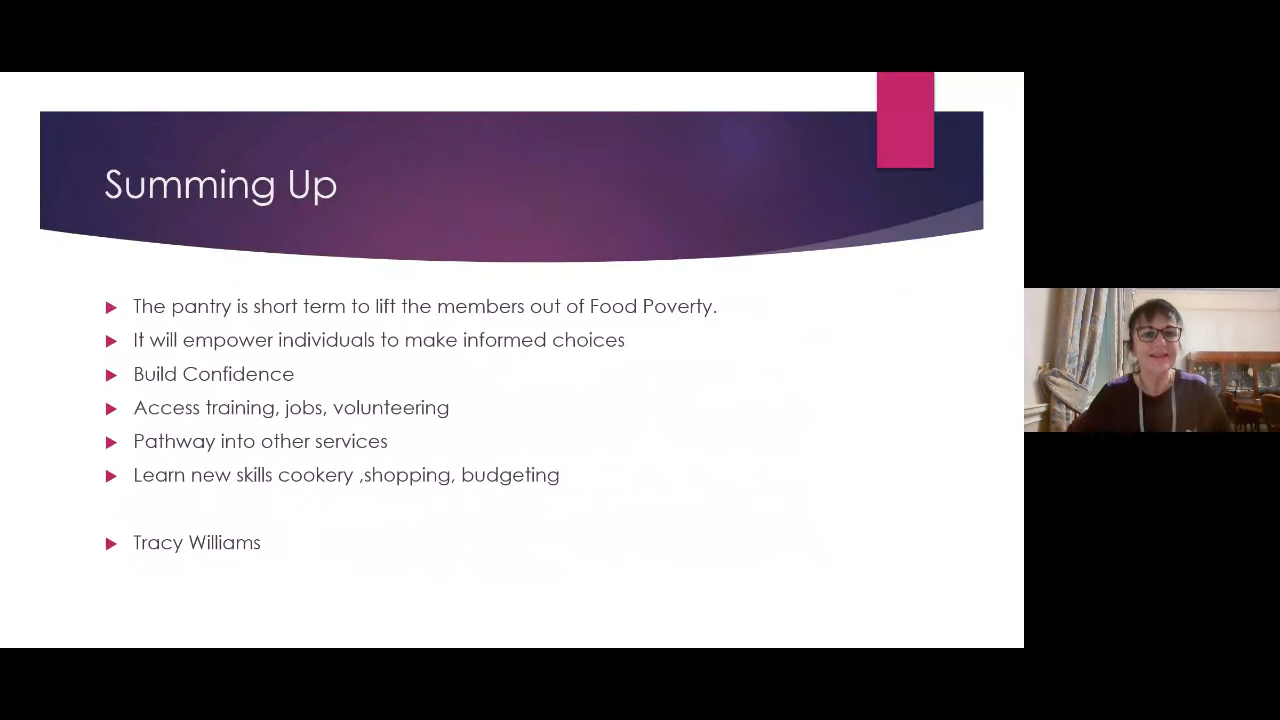 Summing Up
The pantry is short term to lift the members out of Food Poverty.
It will empower individuals to make informed choices
Build Confidence
Access training, jobs, volunteering
Pathway into other services
Learn new skills cookery ,shopping, budgeting
Tracy Williams